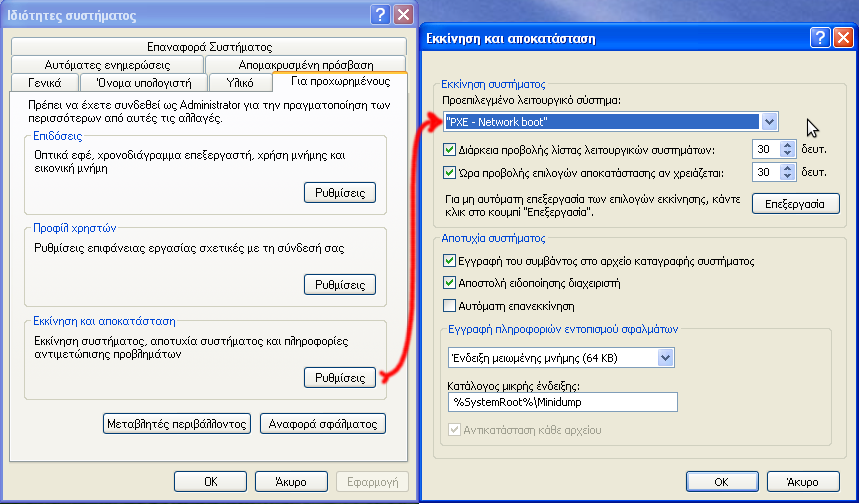 Ιδιότητες συστήματος
Επαναφορά Συστήματος
Αυτόματες ενημερώσεις
Απομακρυσμένη πρόσβαση
Γενικά
Όνομα υπολογιστή
Υλικό
Για προχωρημένους
Πρέπει να έχετε συνδεθεί ως Administrator για την πραγματοποίηση των
περισσότερων από αυτές τις αλλαγές.
Επιδόσεις
Οπτικά εφέ, χρονοδιάγραμμα επεξεργαστή, χρήση μνήμης και
εικονική μνήμη
Ρυθμίσεις
Προφίλ χρηστών
Ρυθμίσεις επιφάνειας εργασίας σχετικές με τη σύνδεσή σας
Ρυθμίσεις
Εκκίνηση και αποκατάσταση
Εκκίνηση συστήματος, αποτυχία συστήματος και πληροφορίες
αντιμετώπισης προβλημάτων
Ρυθμίσεις
Μεταβλητές περιβάλλοντος
Αναφορά σφάλματος
OK
Άκυρο
Εφαρμογή
Εκκίνηση και αποκατάσταση
Εκκίνηση συστήματος
Προεπιλεγμένο λειτουργικό σύστημα:
"PXE - Network boot"
Διάρκεια προβολής λίστας λειτουργικών συστημάτων:
30 δευτ.
Ώρα προβολής επιλογών αποκατάστασης αν χρειάζεται:
30 δευτ.
Για μη αυτόματη επεξεργασία των επιλογών εκκίνησης, κάντε
κλικ στο κουμπί "Επεξεργασία".
Επεξεργασία
Αποτυχία συστήματος
Εγγραφή του συμβάντος στο αρχείο καταγραφής συστήματος
Αποστολή ειδοποίησης διαχειριστή
Αυτόματη επανεκκίνηση
Εγγραφή πληροφοριών εντοπισμού σφαλμάτων
Ένδειξη μειωμένης μνήμης (64 KB)
Κατάλογος μικρής ένδειξης:
%SystemRoot%\Minidump
Αντικατάσταση κάθε αρχείου
OK
Άκυρο